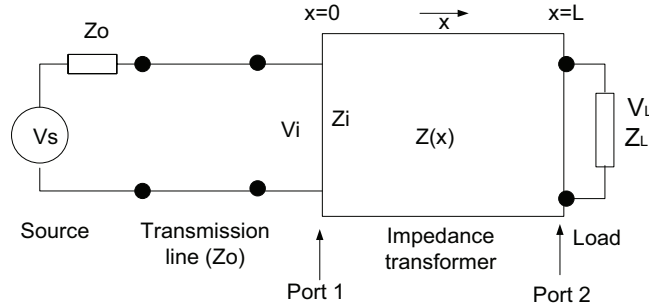 x=0
x
x=L
Zo
Vs
Vi
Zi
Z(x)
VL
ZL
Source
Transmission
line (Zo)
Impedance
transformer
Load
Port 1
Port 2